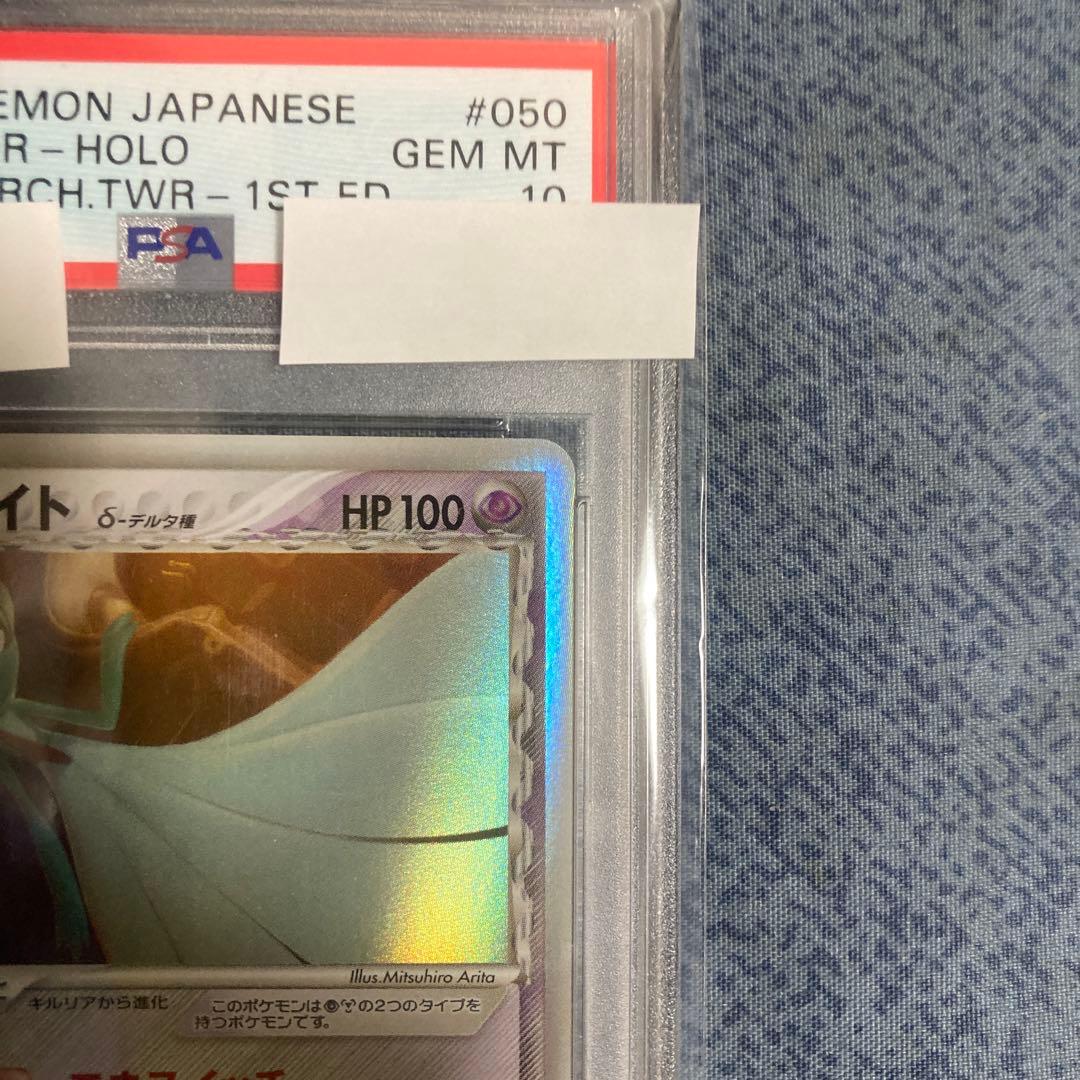 EMON JAPANESE #050
R-HOLO GEM MT
RCH.TWR-1ST ED 10
PSA
イト δ-デルタ種 HP 100
Illus.Mitsuhiro Arita
キルリアから進化
このポケモンはの2つのタイプを
持つポケモンです。